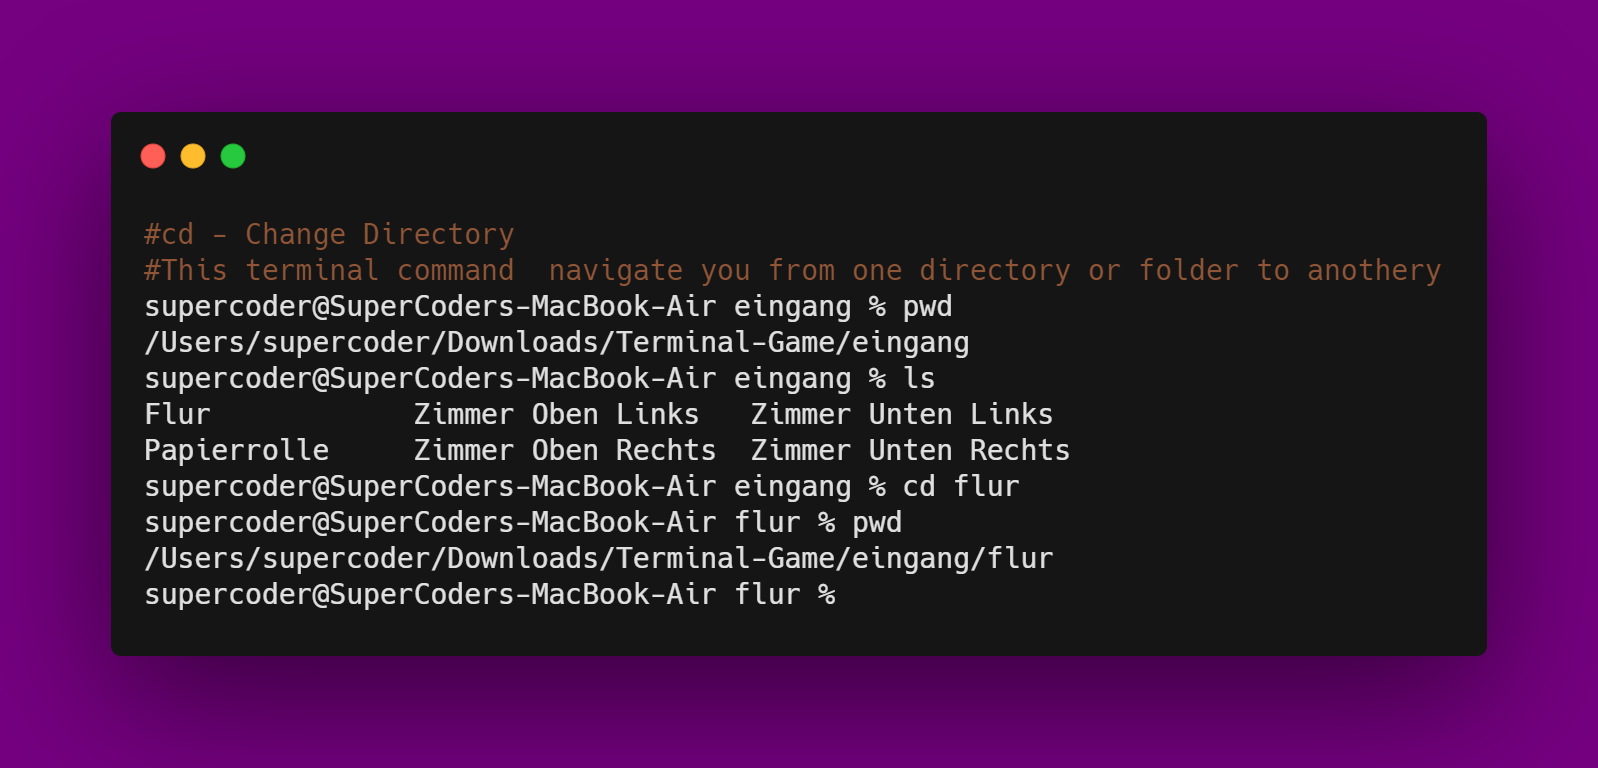 #cd - Change Directory
#This terminal command  navigate you from one directory or folder to anothery
supercoder@SuperCoders-MacBook-Air eingang % pwd
/Users/supercoder/Downloads/Terminal-Game/eingang
supercoder@SuperCoders-MacBook-Air eingang % ls
Flur            Zimmer Oben Links   Zimmer Unten Links
Papierrolle     Zimmer Oben Rechts  Zimmer Unten Rechts
supercoder@SuperCoders-MacBook-Air eingang % cd flur
supercoder@SuperCoders-MacBook-Air flur % pwd
/Users/supercoder/Downloads/Terminal-Game/eingang/flur
supercoder@SuperCoders-MacBook-Air flur %